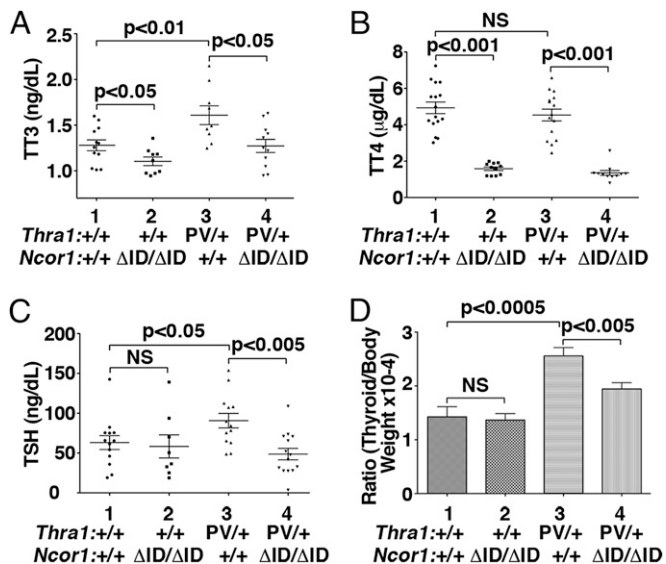 A
p<0.01
p<0.05
p<0.05
TT3 (ng/dL)
2.5
2.0
1.5
1.0
1 2 3 4
Thra1:+/+ +/+ PV/+ PV/+
Ncor1:+/+ ΔID/ΔID +/+ ΔID/ΔID
B
NS
p<0.001
p<0.001
TT4 (μg/dL)
8
6
4
2
0
1 2 3 4
Thra1:+/+ +/+ PV/+ PV/+
Ncor1:+/+ ΔID/ΔID +/+ ΔID/ΔID
C
p<0.05
NS
p<0.005
TSH (ng/dL)
200
150
100
50
0
1 2 3 4
Thra1:+/+ +/+ PV/+ PV/+
Ncor1:+/+ ΔID/ΔID +/+ ΔID/ΔID
D
p<0.0005
p<0.005
NS
Ratio (Thyroid/Body
Weight x10-4)
3
2
1
0
1 2 3 4
Thra1:+/+ +/+ PV/+ PV/+
Ncor1:+/+ ΔID/ΔID +/+ ΔID/ΔID